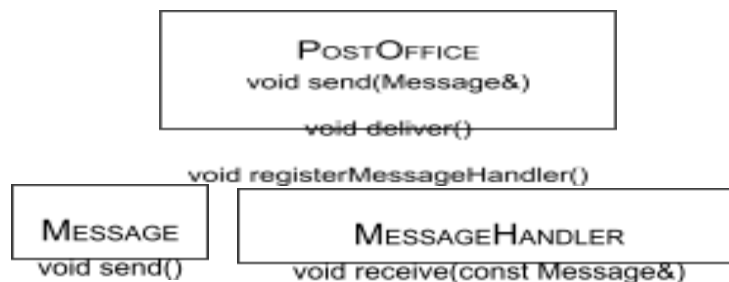 POSTOFFICE
void send(Message&)
void deliver()
void registerMessageHandler()
MESSAGE
void send()
MESSAGEHANDLER
void receive(const Message&)